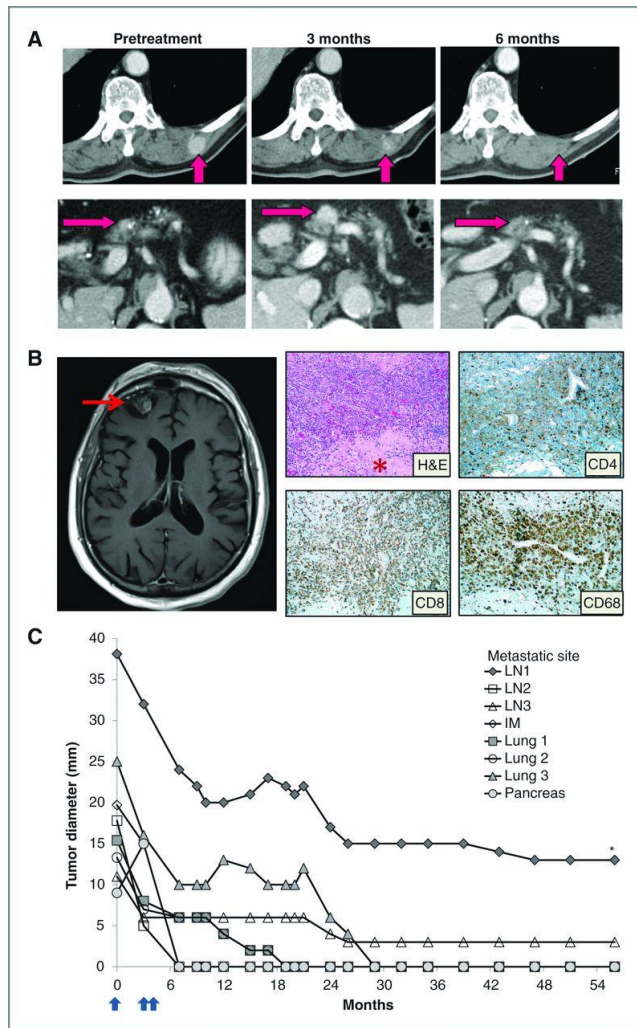 A
Pretreatment
3 months
6 months
F
B
*
H&E
CD4
CD8
CD68
C
40
35
30
25
20
15
10
5
0
Tumor diameter (mm)
Metastatic site
LN1
LN2
LN3
IM
Lung 1
Lung 2
Lung 3
Pancreas
*
0 6 12 18 24 30 36 42 48 54
Months